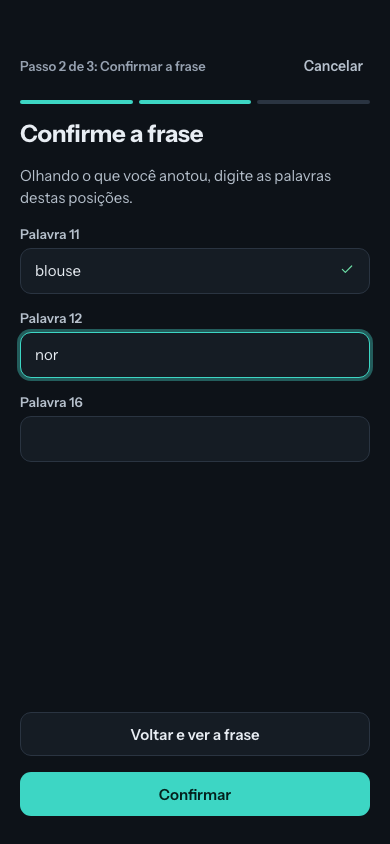 Passo 2 de 3: Confirmar a frase
Cancelar
Confirme a frase
Olhando o que você anotou, digite as palavras
destas posições.
Palavra 11
blouse
Palavra 12
nor
Palavra 16
Voltar e ver a frase
Confirmar